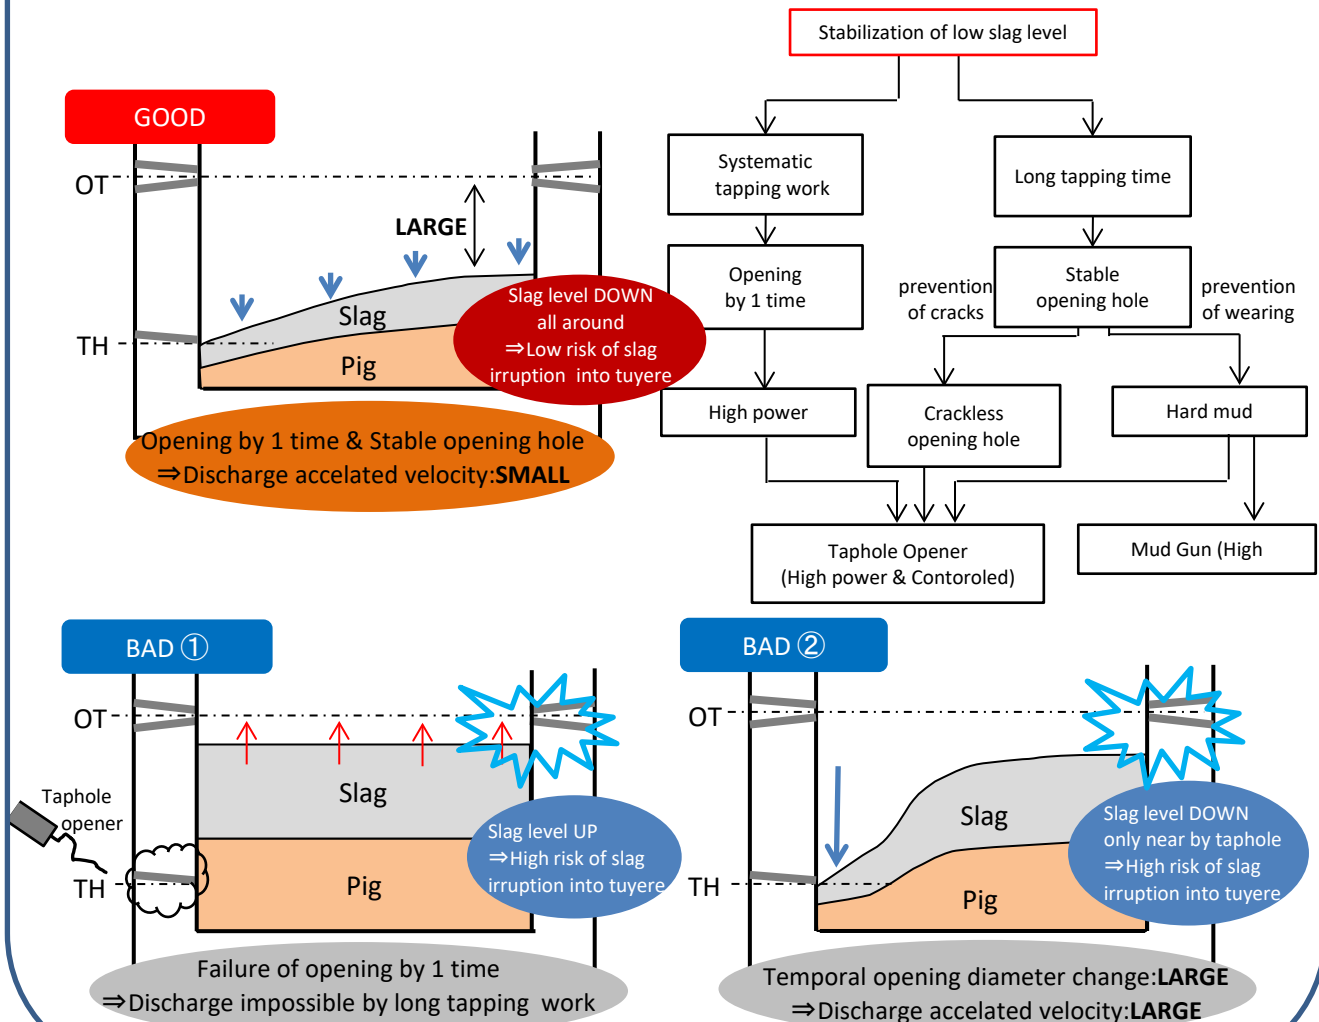 Stabilization of low slag level
GOOD
OT
LARGE
Slag
TH
Pig
Slag level DOWN
all around
⇒Low risk of slag
irruption into tuyere
Opening by 1 time & Stable opening hole
⇒Discharge accelated velocity:SMALL
Systematic
tapping work
Long tapping time
Opening
by 1 time
prevention
of cracks
Stable
opening hole
prevention
of wearing
High power
Crackless
opening hole
Hard mud
Taphole Opener
(High power & Contoroled)
Mud Gun (High
BAD ①
OT
Slag
Taphole
opener
TH
Pig
Slag level UP
⇒High risk of slag
irruption into tuyere
Failure of opening by 1 time
⇒Discharge impossible by long tapping work
BAD ②
OT
Slag
TH
Pig
Slag level DOWN
only near by taphole
⇒High risk of slag
irruption into tuyere
Temporal opening diameter change:LARGE
⇒Discharge accelated velocity:LARGE